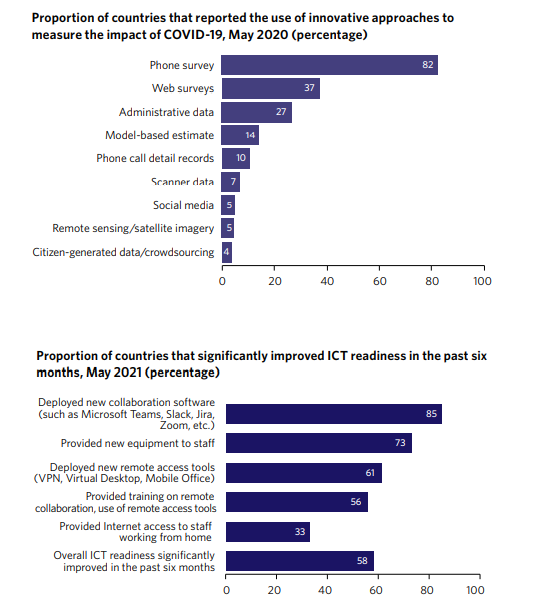 Proportion of countries that reported the use of innovative approaches to
measure the impact of COVID-19, May 2020 (percentage)
Phone survey 82
Web surveys 37
Administrative data 27
Model-based estimate 14
Phone call detail records 10
Scanner data 7
Social media 5
Remote sensing/satellite imagery 5
Citizen-generated data/crowdsourcing 4
0 20 40 60 80 100
Proportion of countries that significantly improved ICT readiness in the past six
months, May 2021 (percentage)
Deployed new collaboration software
(such as Microsoft Teams, Slack, Jira,
Zoom, etc.) 85
Provided new equipment to staff 73
Deployed new remote access tools
(VPN, Virtual Desktop, Mobile Office) 61
Provided training on remote
collaboration, use of remote access tools 56
Provided Internet access to staff
working from home 33
Overall ICT readiness significantly
improved in the past six months 58
0 20 40 60 80 100